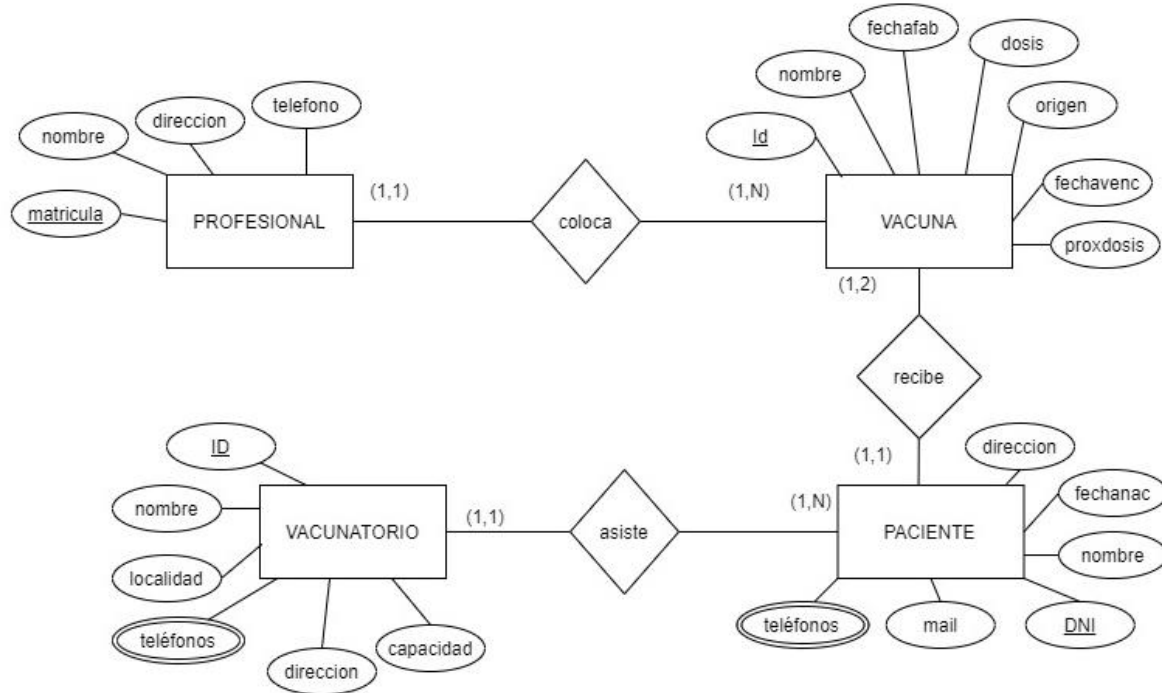 fechafab
dosis
nombre
origen
Id
fechavenc
proxdosis
VACUNA
telefono
direccion
nombre
matricula
PROFESIONAL
(1,1)
coloca
(1,N)
(1,2)
recibe
(1,1)
ID
nombre
localidad
teléfonos
direccion
capacidad
VACUNATORIO
(1,1)
asiste
(1,N)
PACIENTE
direccion
fechanac
nombre
DNI
mail
teléfonos